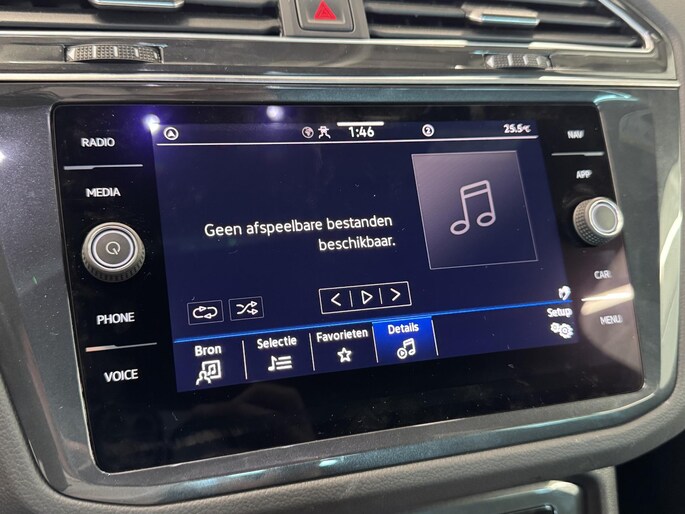 RADIO
MEDIA
PHONE
VOICE
1:46
2
25.5°C
Geen afspeelbare bestanden
beschikbaar.
Bron
Selectie
Favorieten
Details
Setup
NAV
APP
CAR
MENU